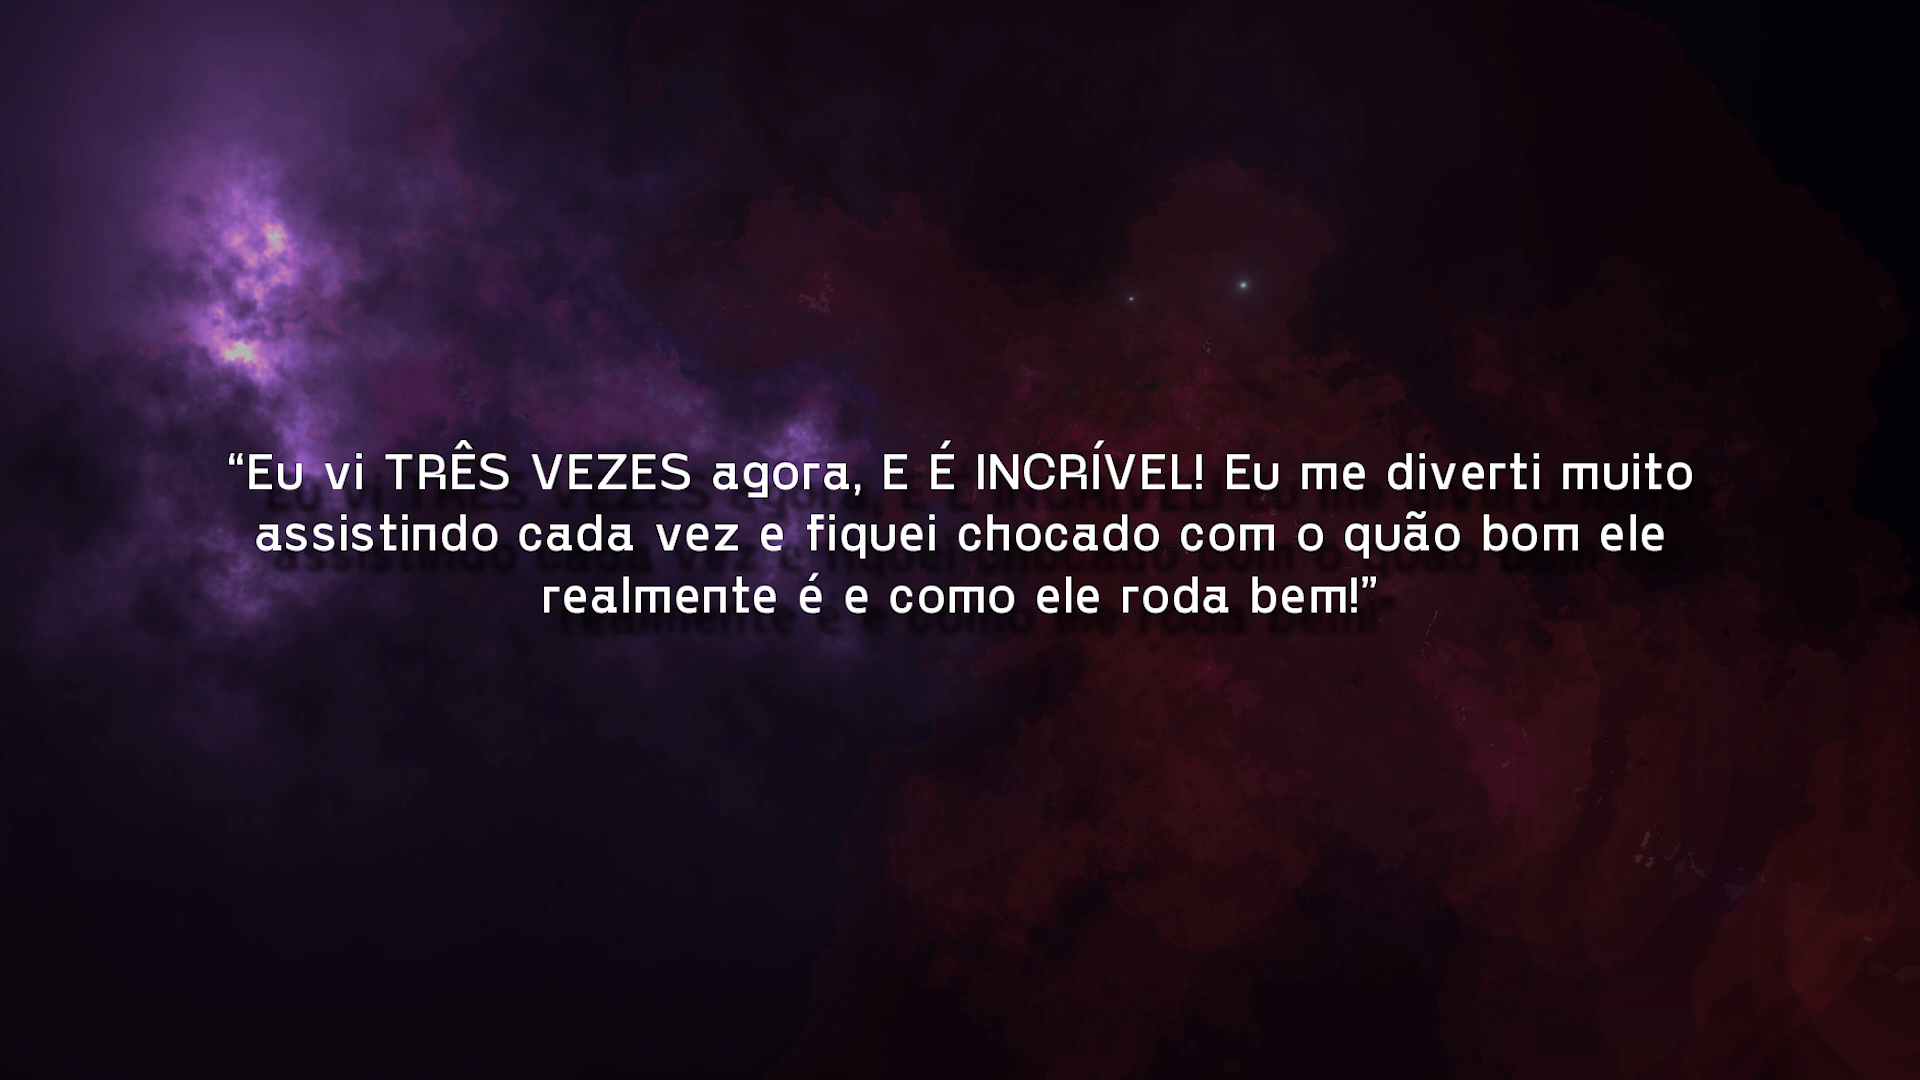 “Eu vi TRÊS VEZES agora, E É INCRÍVEL! Eu me diverti muito
assistindo cada vez e fiquei chocado com o quão bom ele
realmente é e como ele roda bem!”